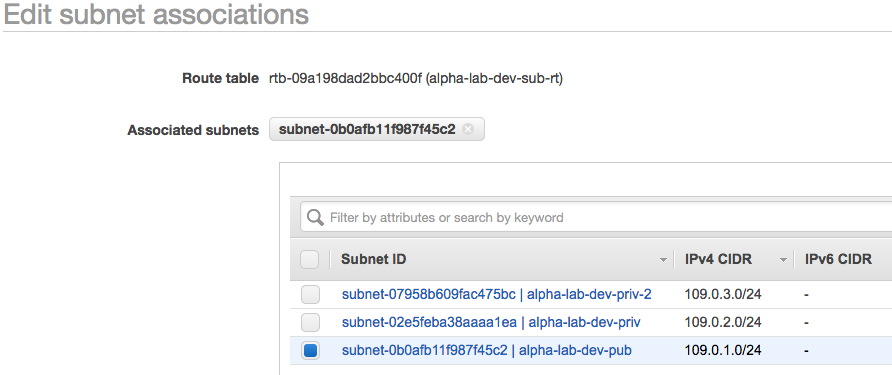 Edit subnet associations
Route table rtb-09a198dad2bbc400f (alpha-lab-dev-sub-rt)
Associated subnets subnet-0b0afb11f987f45c2
Filter by attributes or search by keyword
Subnet ID IPv4 CIDR IPv6 CIDR
subnet-07958b609fac475bc | alpha-lab-dev-priv-2 109.0.3.0/24 -
subnet-02e5feba38aaaa1ea | alpha-lab-dev-priv 109.0.2.0/24 -
subnet-0b0afb11f987f45c2 | alpha-lab-dev-pub 109.0.1.0/24 -